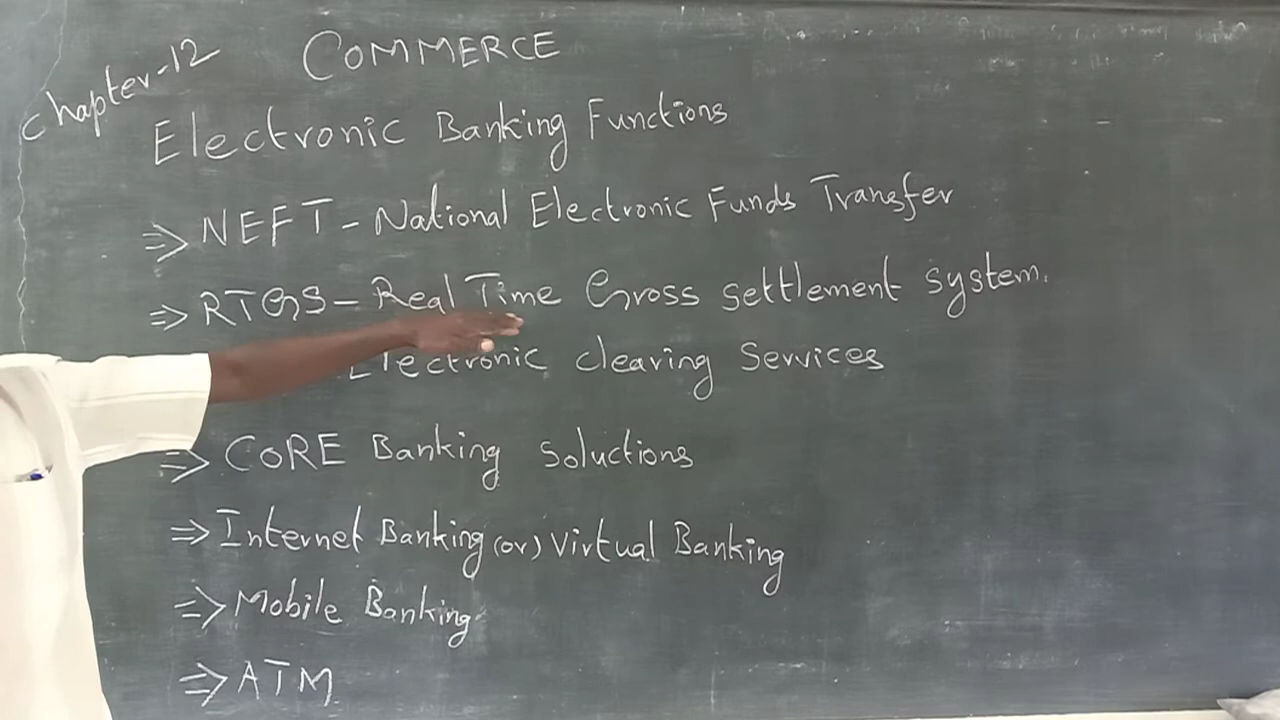 Chapter-12
COMMERCE
Electronic Banking Functions
⇒ NEFT - National Electronic Funds Transfer
⇒ RTGS - Real Time Gross settlement system.
Electronic clearing Services
⇒ CORE Banking Soluctions
⇒ Internet Banking (or) Virtual Banking
⇒ Mobile Banking
⇒ ATM